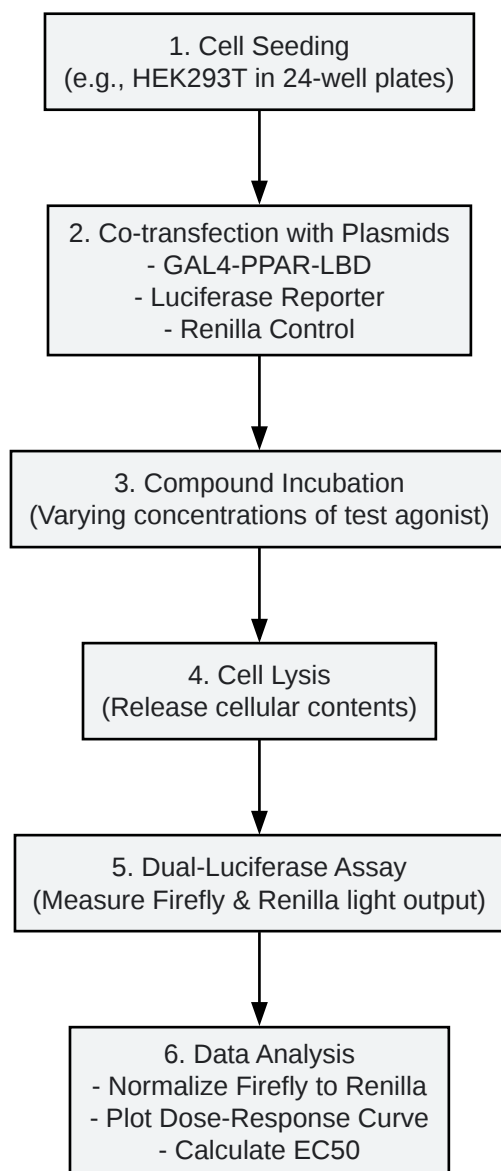 1. Cell Seeding
(e.g., HEK293T in 24-well plates)
2. Co-transfection with Plasmids
- GAL4-PPAR-LBD
- Luciferase Reporter
- Renilla Control
3. Compound Incubation
(Varying concentrations of test agonist)
4. Cell Lysis
(Release cellular contents)
5. Dual-Luciferase Assay
(Measure Firefly & Renilla light output)
6. Data Analysis
- Normalize Firefly to Renilla
- Plot Dose-Response Curve
- Calculate EC50